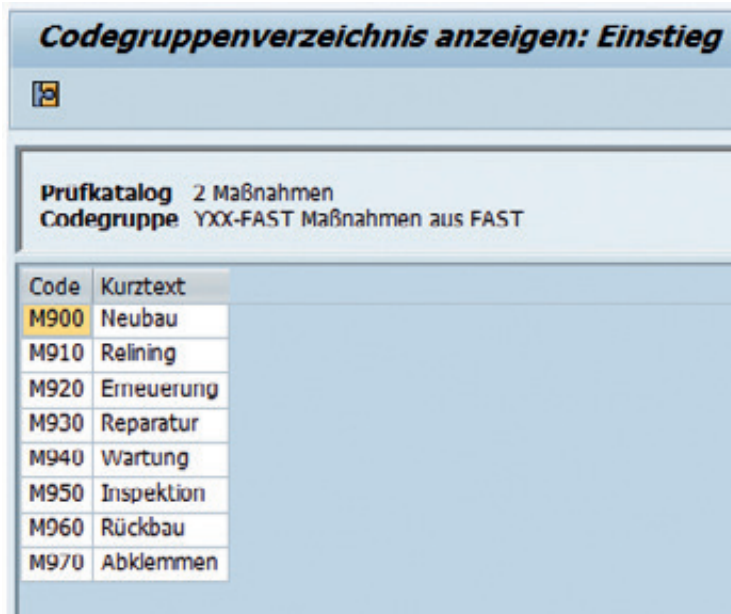 Codegruppenverzeichnis anzeigen: Einstieg
Prüfkatalog 2 Maßnahmen
Codegruppe YXX-FAST Maßnahmen aus FAST
Code Kurztext
M900 Neubau
M910 Relining
M920 Erneuerung
M930 Reparatur
M940 Wartung
M950 Inspektion
M960 Rückbau
M970 Abklemmen